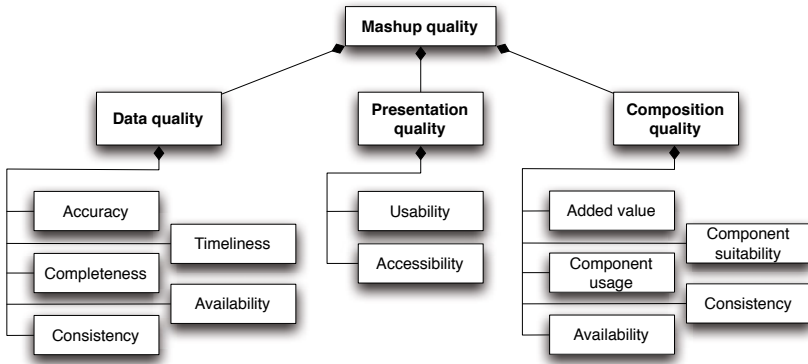 Mashup quality
Data quality
Presentation
quality
Composition
quality
Accuracy
Timeliness
Completeness
Availability
Consistency
Usability
Accessibility
Added value
Component
suitability
Component
usage
Consistency
Availability